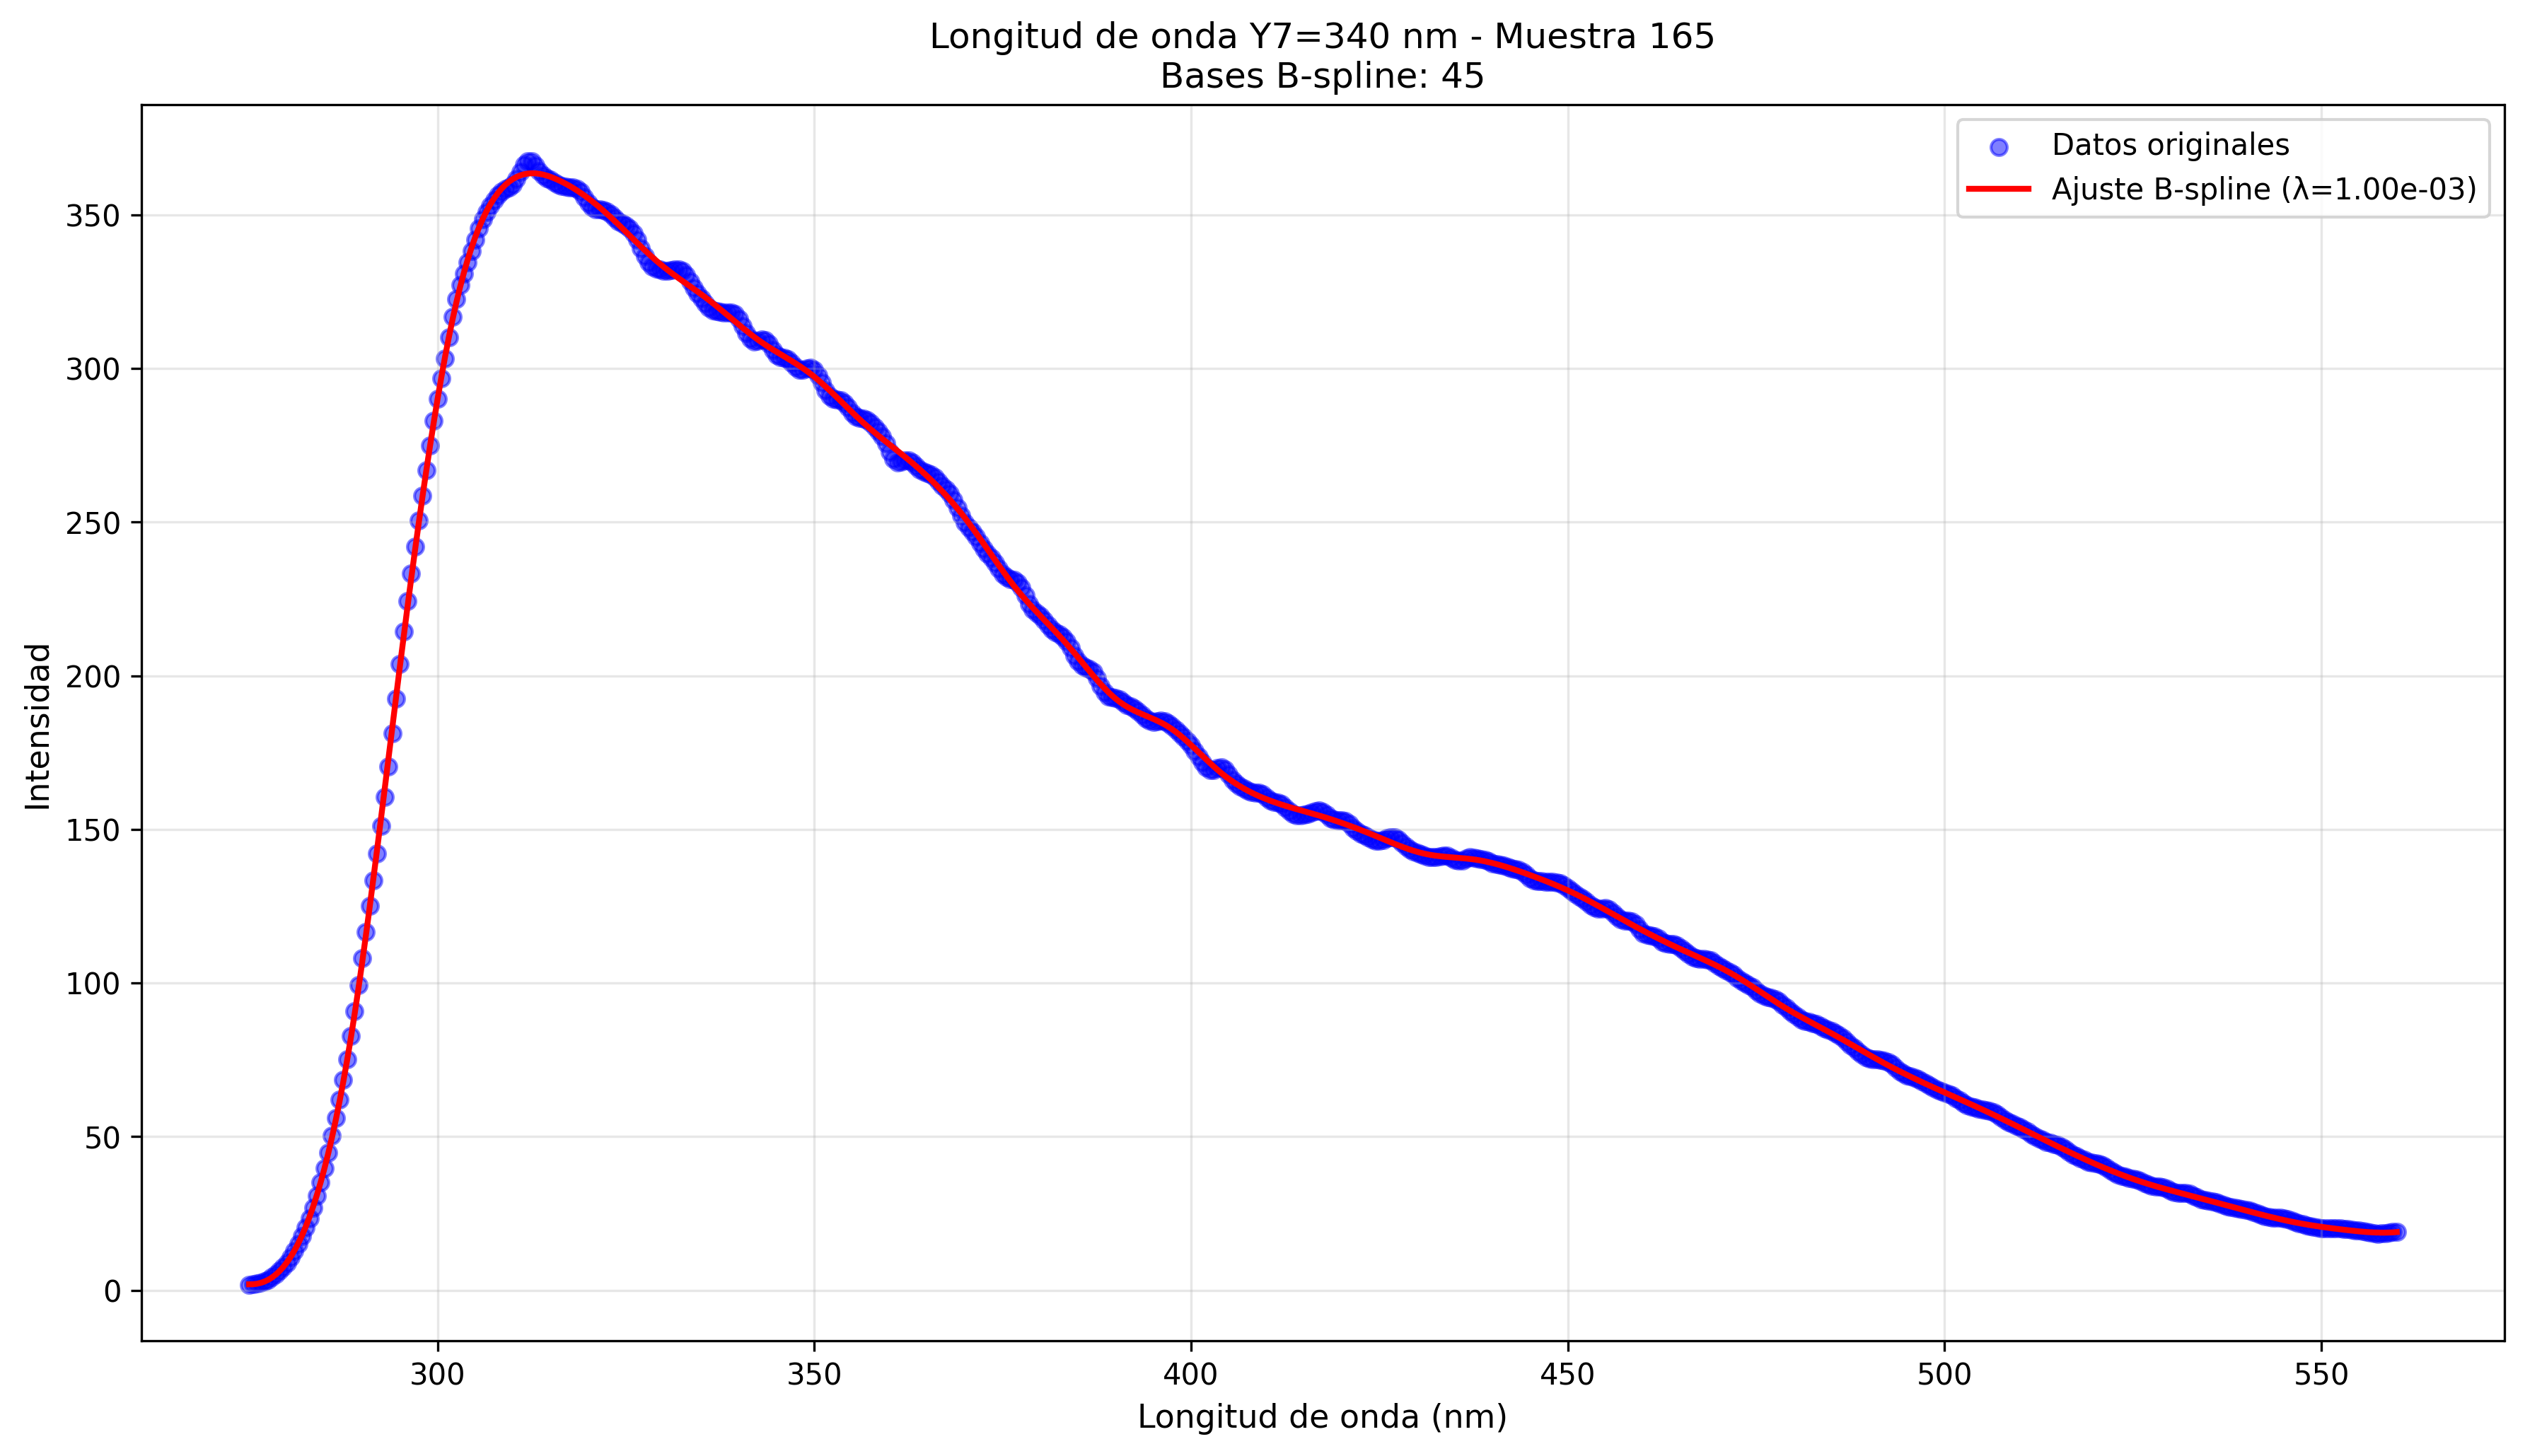 Longitud de onda Y7=340 nm - Muestra 165
Bases B-spline: 45
Datos originales
Ajuste B-spline (λ=1.00e-03)
Intensidad
350
300
250
200
150
100
50
0
300 350 400 450 500 550
Longitud de onda (nm)